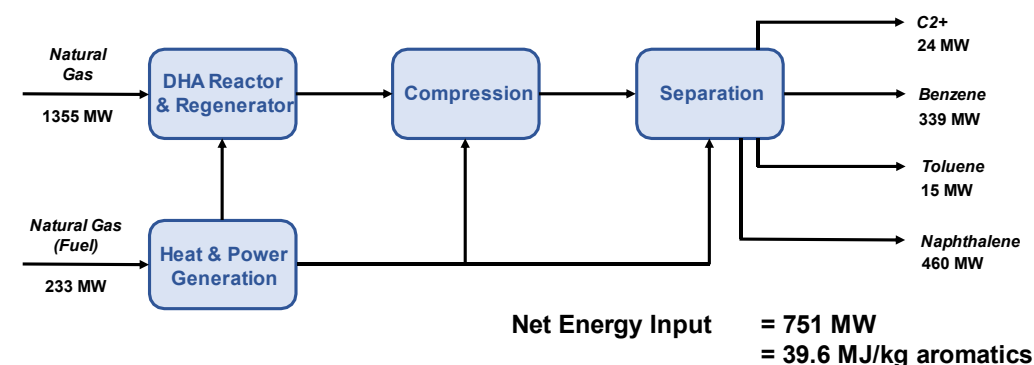 C2+
24 MW
Natural
Gas
1355 MW
DHA Reactor
& Regenerator
Compression
Separation
Benzene
339 MW
Toluene
15 MW
Natural Gas
(Fuel)
233 MW
Heat & Power
Generation
Naphthalene
460 MW
Net Energy Input = 751 MW
= 39.6 MJ/kg aromatics